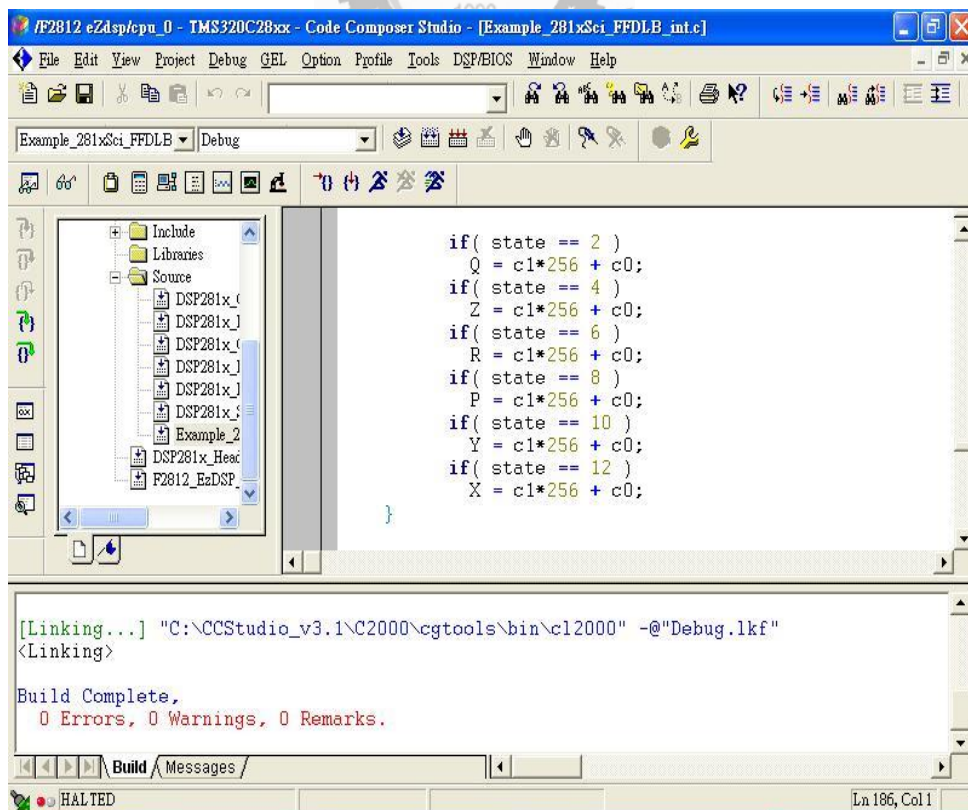 /F2812 eZdsp/cpu_0 - TMS320C28xx - Code Composer Studio - [Example_281xSci_FFDLB_int.c]
File Edit View Project Debug GEL Option Profile Tools DSP/BIOS Window Help
Example_281xSci_FFDLB Debug
Include
Libraries
Source
DSP281x_
DSP281x_
DSP281x_
DSP281x_
DSP281x_
DSP281x_
Example_2
DSP281x_Head
F2812_EzDSP_
if( state == 2 )
Q = c1*256 + c0;
if( state == 4 )
Z = c1*256 + c0;
if( state == 6 )
R = c1*256 + c0;
if( state == 8 )
P = c1*256 + c0;
if( state == 10 )
Y = c1*256 + c0;
if( state == 12 )
X = c1*256 + c0;
}
[Linking...] "C:\CCStudio_v3.1\C2000\cgtools\bin\cl2000" -@"Debug.lkf"
<Linking>
Build Complete,
0 Errors, 0 Warnings, 0 Remarks.
Build Messages
HALTED Ln 186, Col 1